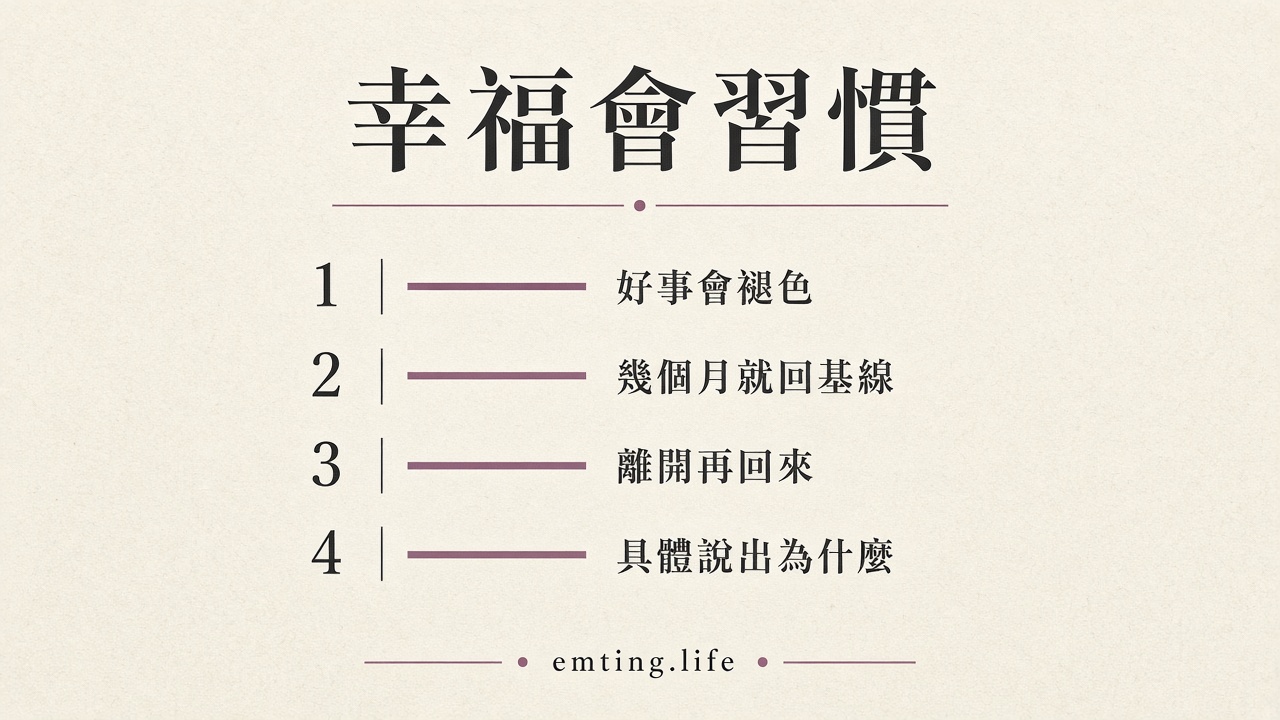 幸福會習慣
1 好事會褪色
2 幾個月就回基線
3 離開再回來
4 具體說出為什麼
emting.life